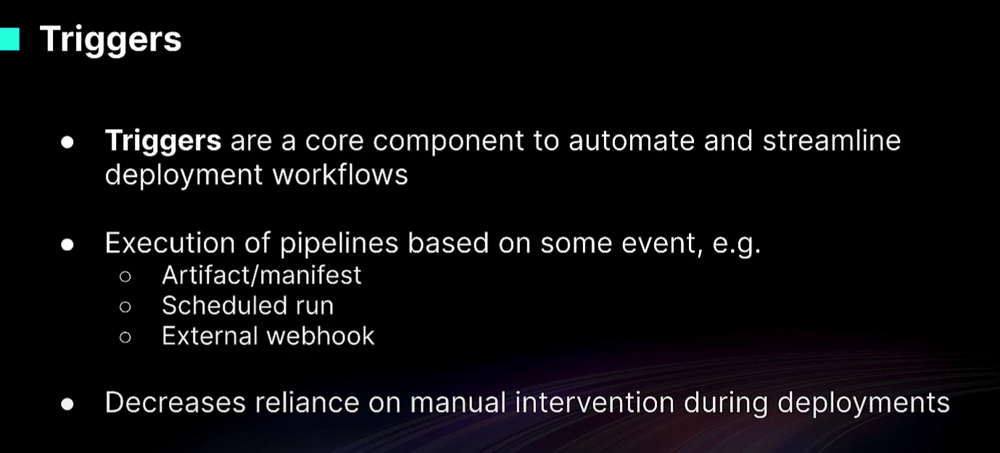 Triggers
● Triggers are a core component to automate and streamline
deployment workflows
● Execution of pipelines based on some event, e.g.
○ Artifact/manifest
○ Scheduled run
○ External webhook
● Decreases reliance on manual intervention during deployments